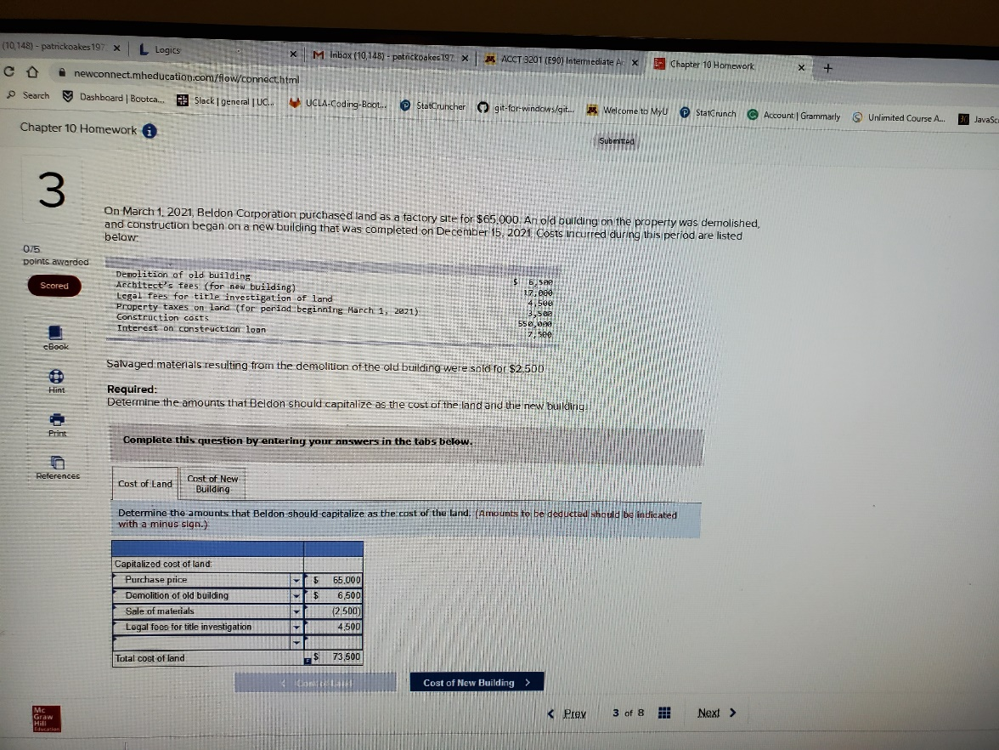 (10,148) - patrickoakes197 × Logics × Inbox (10,148) - patrickoakes197 × ACCT 3201 (E90) Intermediate Ac × Chapter 10 Homework × +
newconnect.mheducation.com/flow/connect.html
Search Dashboard | Bootca... Slack | general | UC... UCLA-Coding-Boot... StatCruncher git-for-windows/git... Welcome to MyU StatCrunch Account | Grammarly Unlimited Course A... JavaSc
Chapter 10 Homework i
Submitted
3
On March 1, 2021, Beldon Corporation purchased land as a factory site for $65,000. An old building on the property was demolished,
and construction began on a new building that was completed on December 15, 2021. Costs incurred during this period are listed
below:
0/5
points awarded
Scored
Demolition of old building $ 6,500
Architect's fees (for new building) 17,000
Legal fees for title investigation of land 4,500
Property taxes on land (for period beginning March 1, 2021) 3,500
Construction costs 550,000
Interest on construction loan 7,500
eBook
Salvaged materials resulting from the demolition of the old building were sold for $2,500
Hint
Required:
Determine the amounts that Beldon should capitalize as the cost of the land and the new building.
Print
Complete this question by entering your answers in the tabs below.
References
Cost of Land
Cost of New
Building
Determine the amounts that Beldon should capitalize as the cost of the land. (Amounts to be deducted should be indicated
with a minus sign.)
Capitalized cost of land:
Purchase price $ 65,000
Demolition of old building $ 6,500
Sale of materials (2,500)
Legal fees for title investigation 4,500
Total cost of land $ 73,500
< Cost of Land
Cost of New Building >
Mc
Graw
Hill
Education
< Prev 3 of 8 Next >